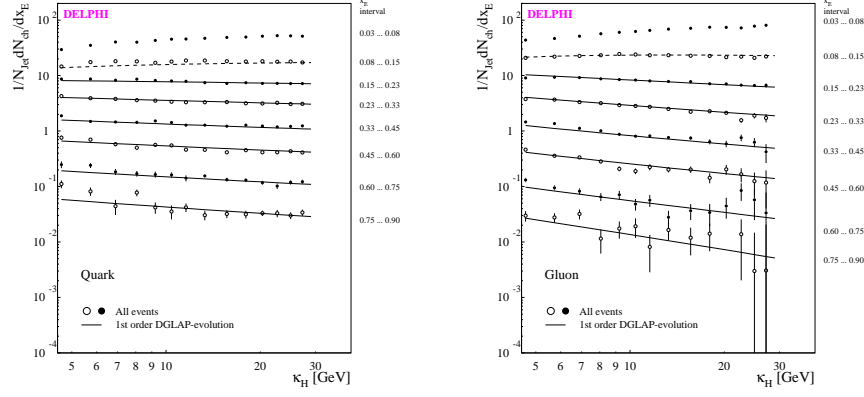 DELPHI
x_E
interval
1/N_Jet dN_ch/dx_E
10^2
10
1
10^-1
10^-2
10^-3
10^-4
0.03 ... 0.08
0.08 ... 0.15
0.15 ... 0.23
0.23 ... 0.33
0.33 ... 0.45
0.45 ... 0.60
0.60 ... 0.75
0.75 ... 0.90
Quark
All events
1st order DGLAP-evolution
5 6 7 8 9 10 20 30
κ_H [GeV]
DELPHI
x_E
interval
1/N_Jet dN_ch/dx_E
10^2
10
1
10^-1
10^-2
10^-3
10^-4
0.03 ... 0.08
0.08 ... 0.15
0.15 ... 0.23
0.23 ... 0.33
0.33 ... 0.45
0.45 ... 0.60
0.60 ... 0.75
0.75 ... 0.90
Gluon
All events
1st order DGLAP-evolution
5 6 7 8 9 10 20 30
κ_H [GeV]